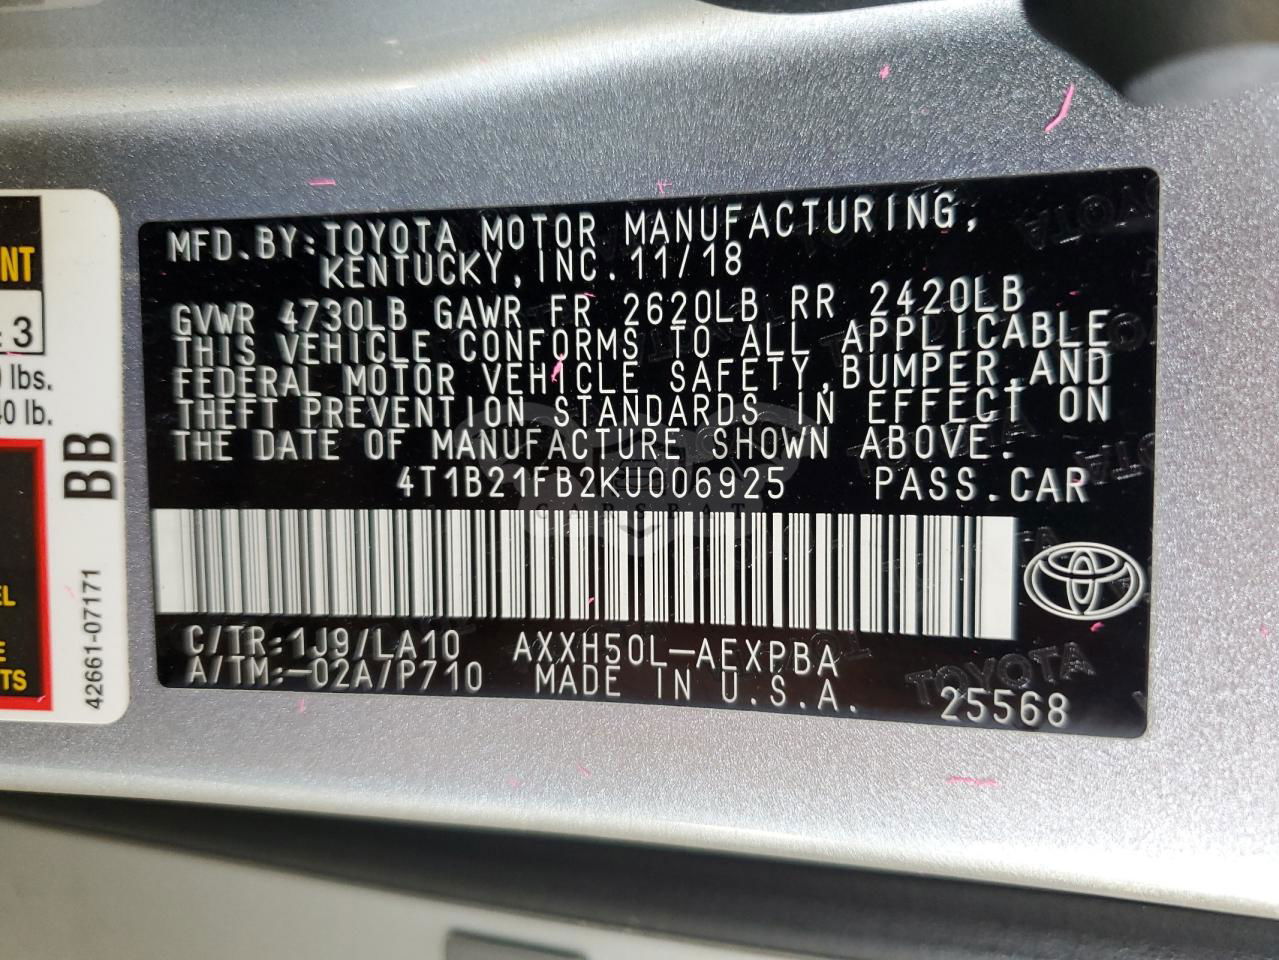 MFD.BY:TOYOTA MOTOR MANUFACTURING,
KENTUCKY,INC.11/18
GVWR 4730LB GAWR FR 2620LB RR 2420LB
THIS VEHICLE CONFORMS TO ALL APPLICABLE
FEDERAL MOTOR VEHICLE SAFETY,BUMPER,AND
THEFT PREVENTION STANDARDS IN EFFECT ON
THE DATE OF MANUFACTURE SHOWN ABOVE.
4T1B21FB2KU006925 PASS.CAR
C/TR:1J9/LA10 AXXH50L-AEXPBA
A/TM:-02A/P710 MADE IN U.S.A. 25568
TOYOTA
CARSBAT
3
lbs.
lb.
BB
42661-07171